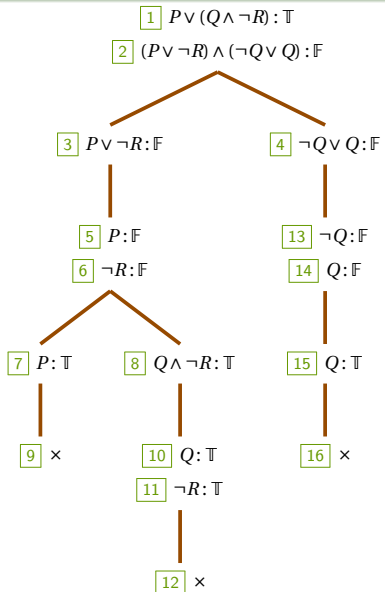 1 P ∨ (Q ∧ ¬R) : 𝕋
2 (P ∨ ¬R) ∧ (¬Q ∨ Q) : 𝔽
3 P ∨ ¬R : 𝔽
4 ¬Q ∨ Q : 𝔽
5 P : 𝔽
13 ¬Q : 𝔽
6 ¬R : 𝔽
14 Q : 𝔽
7 P : 𝕋
8 Q ∧ ¬R : 𝕋
15 Q : 𝕋
9 ×
10 Q : 𝕋
16 ×
11 ¬R : 𝕋
12 ×